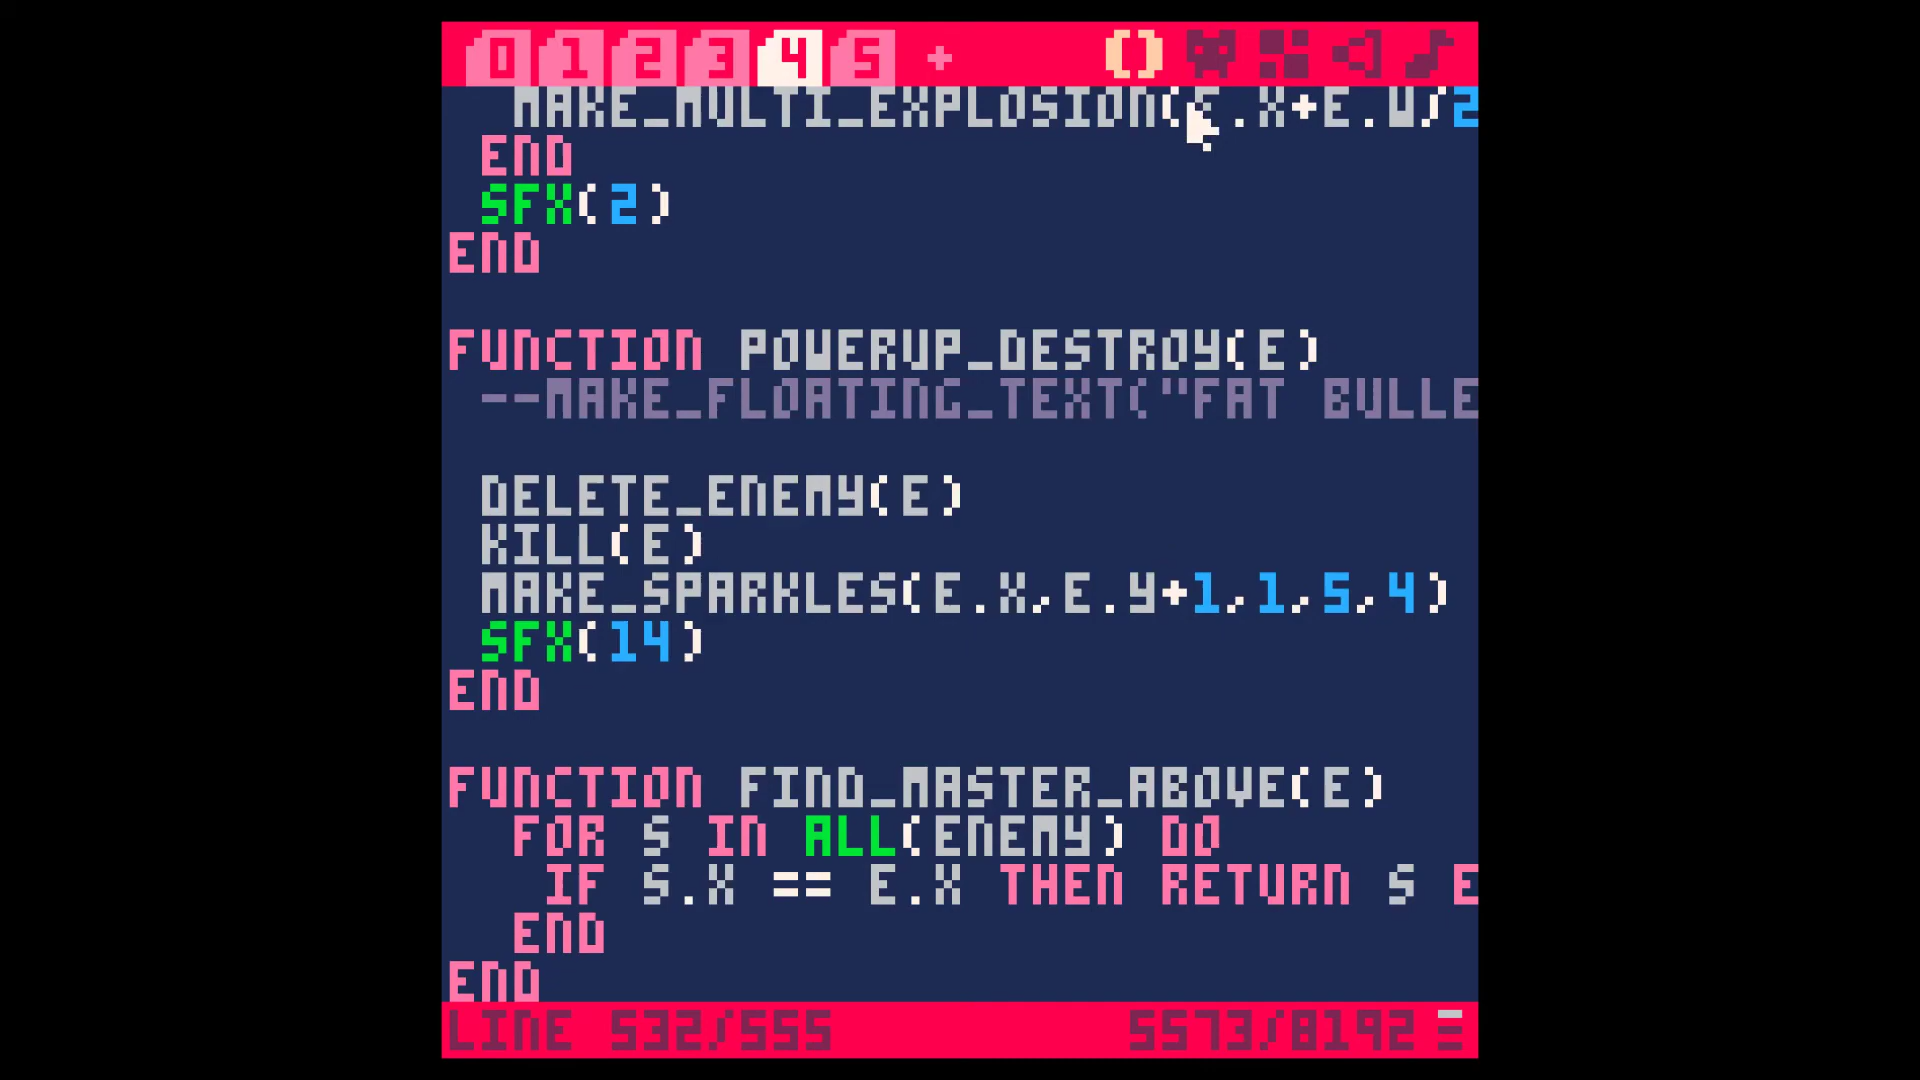 0 1 2 3 4 5 +
MAKE_MULTI_EXPLOSION(E.X+E.W/2
END
SFX(2)
END
FUNCTION POWERUP_DESTROY(E)
--MAKE_FLOATING_TEXT("FAT BULLE
DELETE_ENEMY(E)
KILL(E)
MAKE_SPARKLES(E.X,E.Y+1,1,5,4)
SFX(14)
END
FUNCTION FIND_MASTER_ABOVE(E)
FOR S IN ALL(ENEMY) DO
IF S.X == E.X THEN RETURN S E
END
END
LINE 532/555
5573/8192